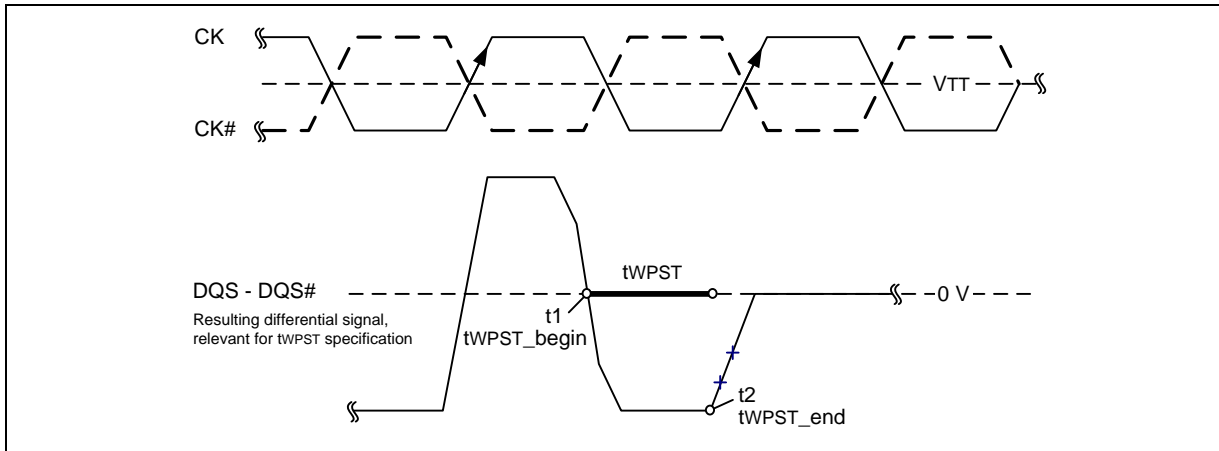 CK
VTT
CK#
tWPST
DQS - DQS#
0 V
Resulting differential signal,
relevant for tWPST specification
t1
tWPST_begin
t2
tWPST_end